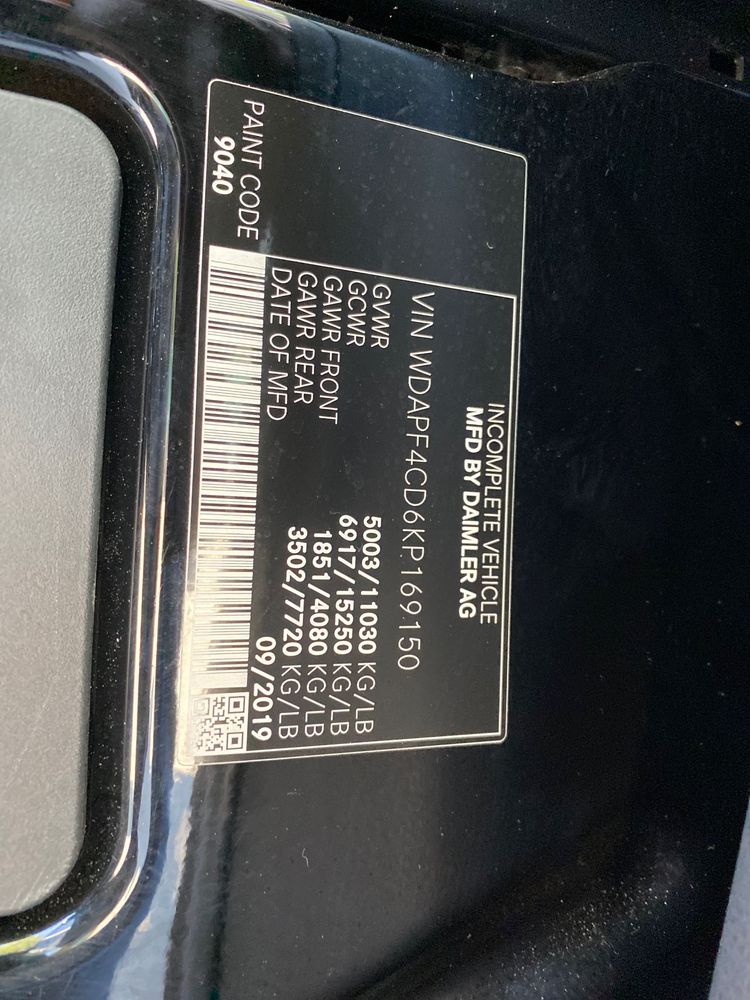 INCOMPLETE VEHICLE
MFD BY DAIMLER AG
VIN WDAPF4CD6KP169150
GVWR 5003/11030 KG/LB
GCWR 6917/15250 KG/LB
GAWR FRONT 1851/4080 KG/LB
GAWR REAR 3502/7720 KG/LB
DATE OF MFD 09/2019
PAINT CODE
9040